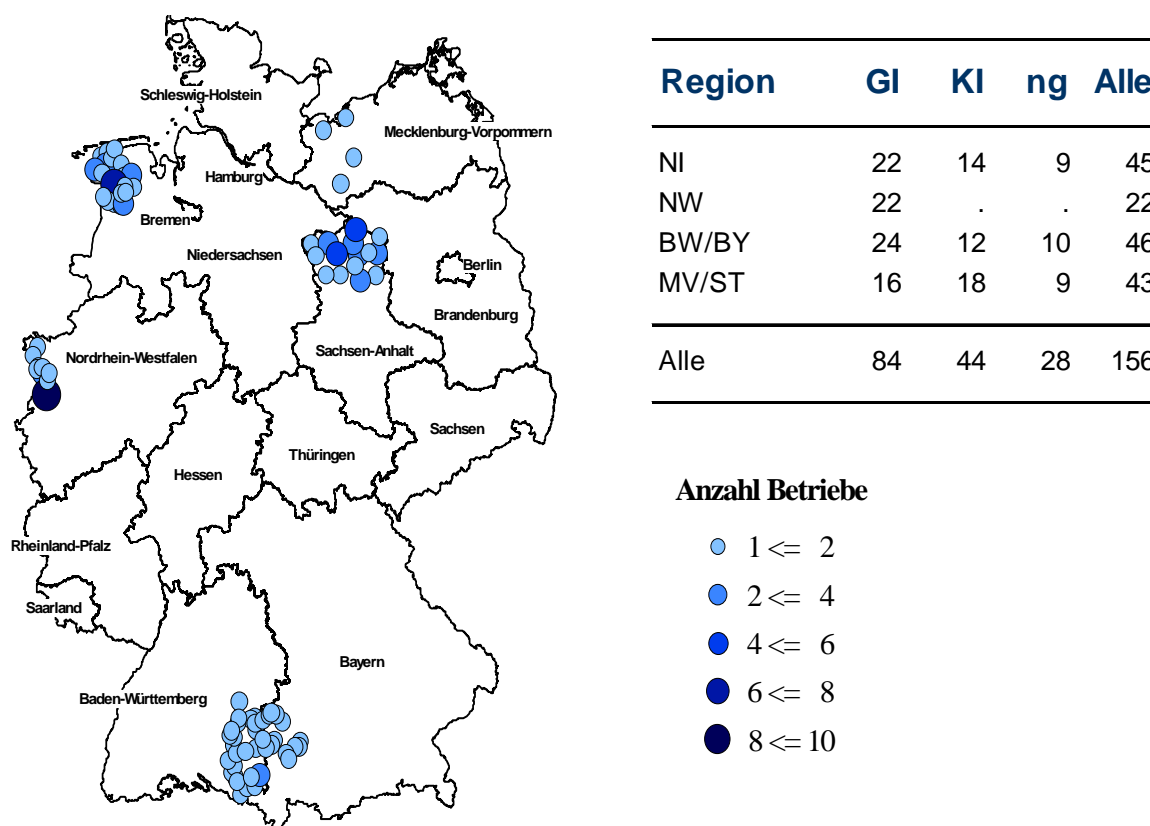 Schleswig-Holstein
Mecklenburg-Vorpommern
Hamburg
Bremen
Niedersachsen
Berlin
Brandenburg
Sachsen-Anhalt
Nordrhein-Westfalen
Sachsen
Thüringen
Hessen
Rheinland-Pfalz
Saarland
Bayern
Baden-Württemberg
Region GI KI ng Alle
NI 22 14 9 45
NW 22 . . 22
BW/BY 24 12 10 46
MV/ST 16 18 9 43
Alle 84 44 28 156
Anzahl Betriebe
1 <= 2
2 <= 4
4 <= 6
6 <= 8
8 <= 10